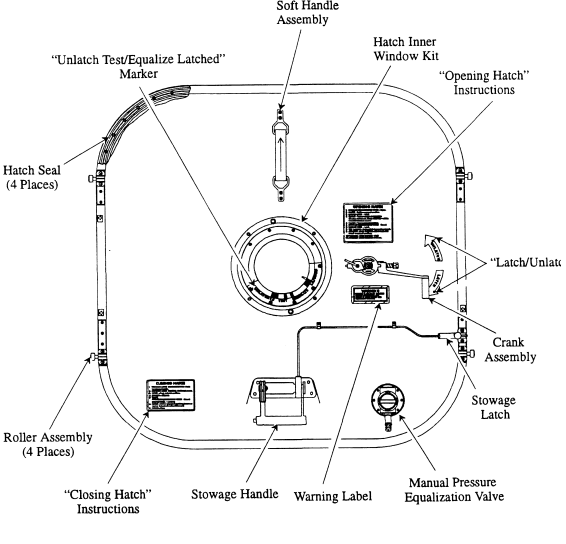 Soft Handle
Assembly
Hatch Inner
Window Kit
“Unlatch Test/Equalize Latched”
Marker
“Opening Hatch”
Instructions
Hatch Seal
(4 Places)
“Latch/Unlatc
Crank
Assembly
Stowage
Latch
Roller Assembly
(4 Places)
“Closing Hatch”
Instructions
Stowage Handle
Warning Label
Manual Pressure
Equalization Valve